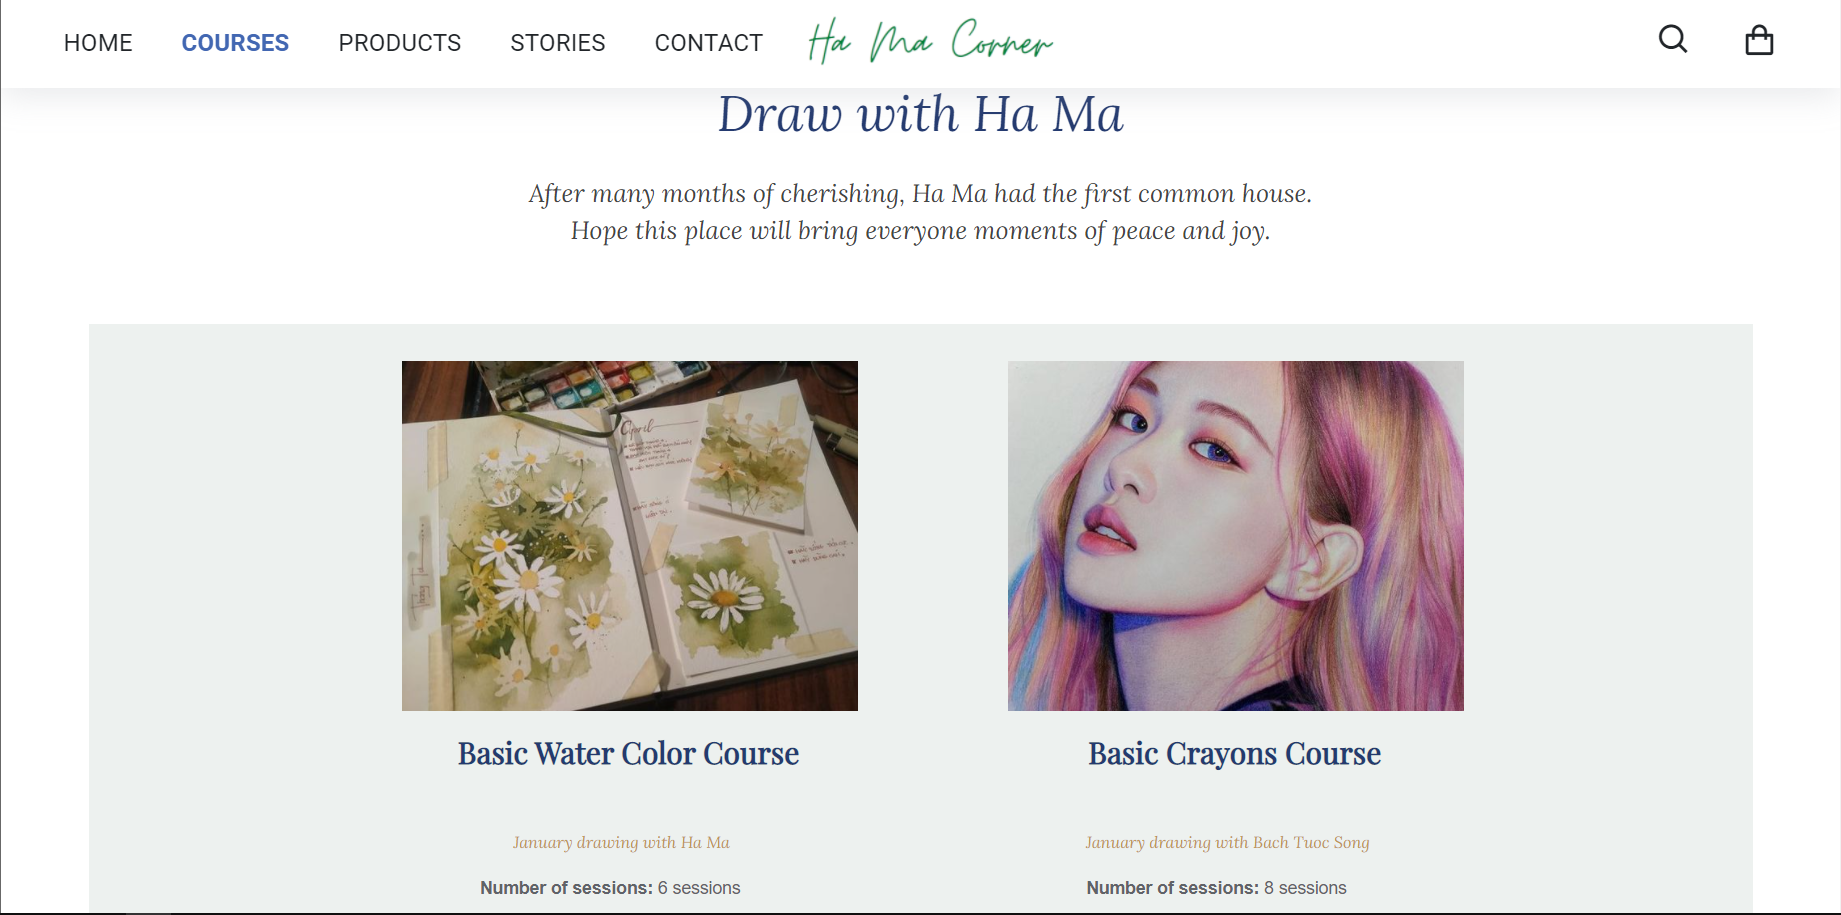 HOME COURSES PRODUCTS STORIES CONTACT Ha Ma Corner
Draw with Ha Ma
After many months of cherishing, Ha Ma had the first common house.
Hope this place will bring everyone moments of peace and joy.
April
Basic Water Color Course
Basic Crayons Course
January drawing with Ha Ma
January drawing with Bach Tuoc Song
Number of sessions: 6 sessions
Number of sessions: 8 sessions